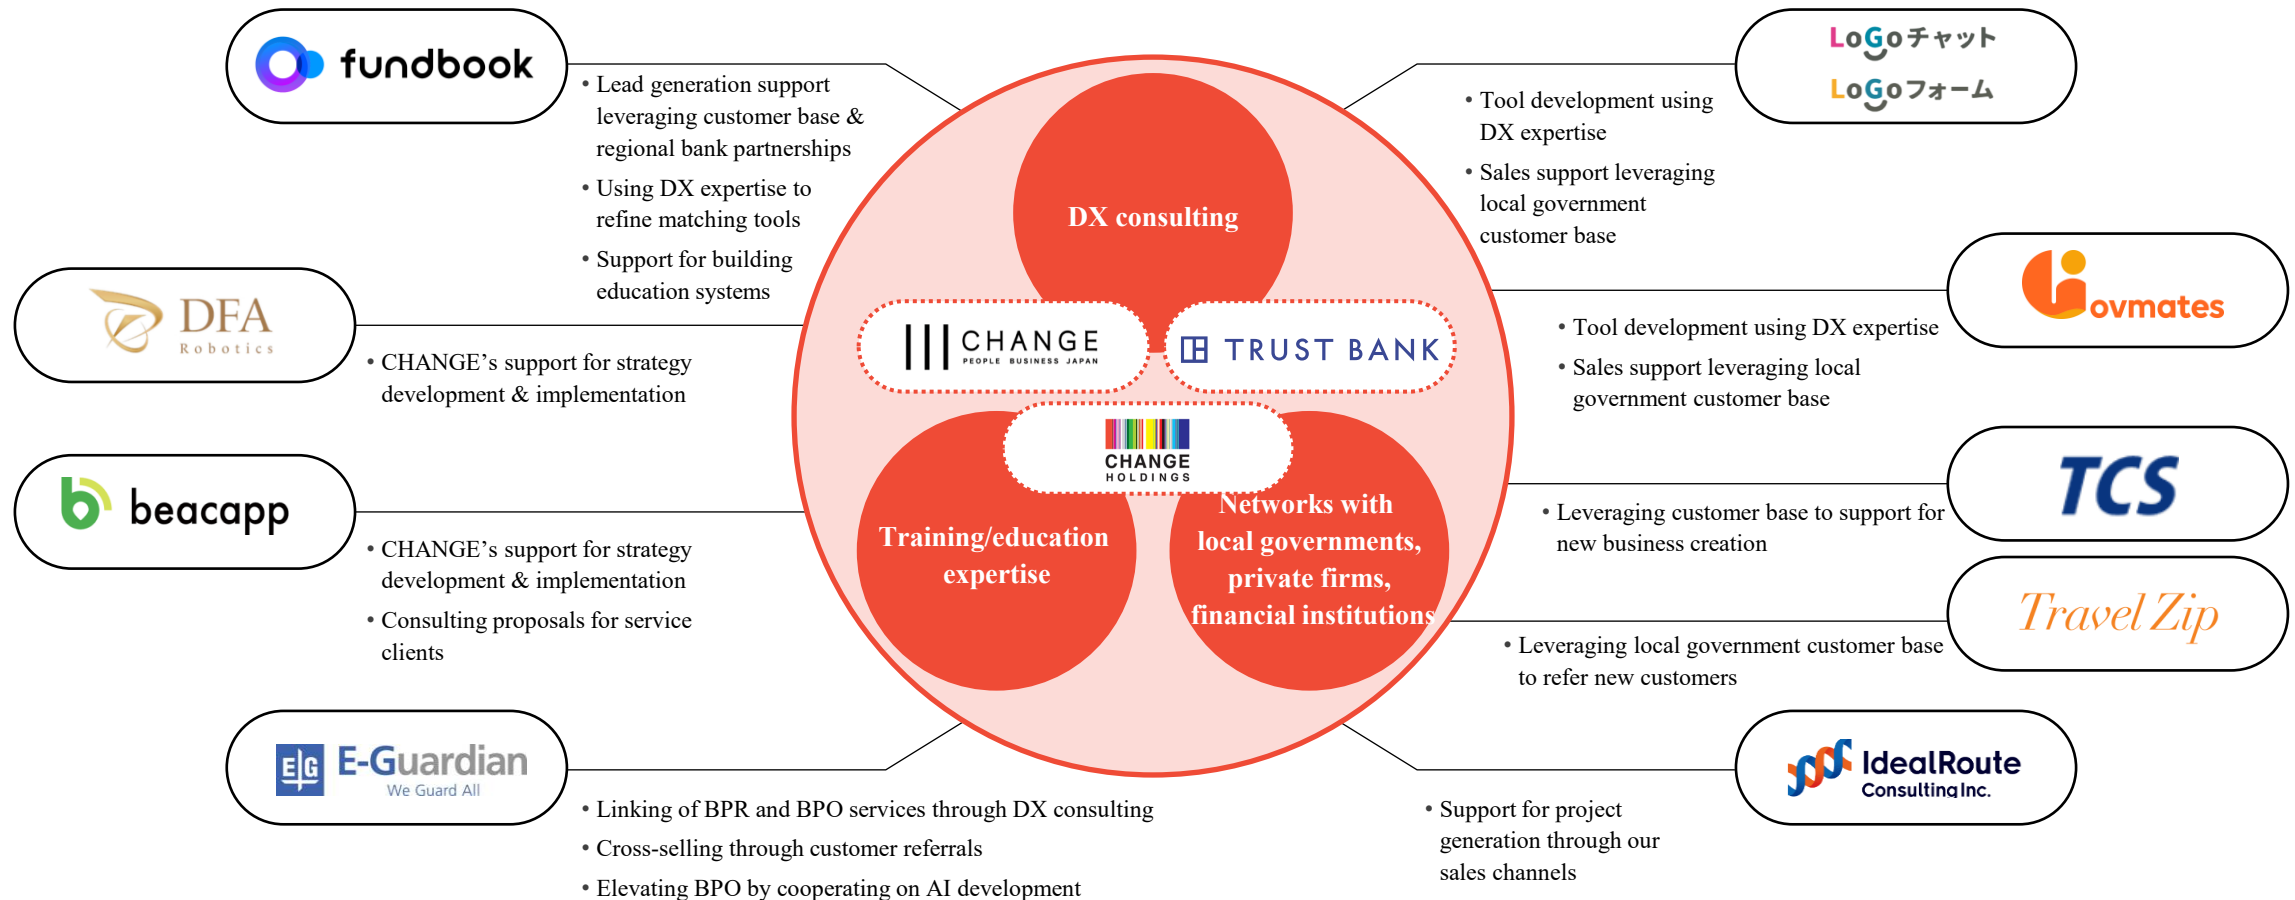 fundbook
• Lead generation support
leveraging customer base &
regional bank partnerships
• Using DX expertise to
refine matching tools
• Support for building
education systems
DFA
Robotics
• CHANGE’s support for strategy
development & implementation
beacapp
• CHANGE’s support for strategy
development & implementation
• Consulting proposals for service
clients
E|G E-Guardian
We Guard All
• Linking of BPR and BPO services through DX consulting
• Cross-selling through customer referrals
• Elevating BPO by cooperating on AI development
DX consulting
CHANGE
PEOPLE BUSINESS JAPAN
TRUST BANK
CHANGE
HOLDINGS
Training/education
expertise
Networks with
local governments,
private firms,
financial institutions
LoGoチャット
LoGoフォーム
• Tool development using
DX expertise
• Sales support leveraging
local government
customer base
Govmates
• Tool development using DX expertise
• Sales support leveraging local
government customer base
TCS
• Leveraging customer base to support for
new business creation
Travel Zip
• Leveraging local government customer base
to refer new customers
IdealRoute
Consulting Inc.
• Support for project
generation through our
sales channels